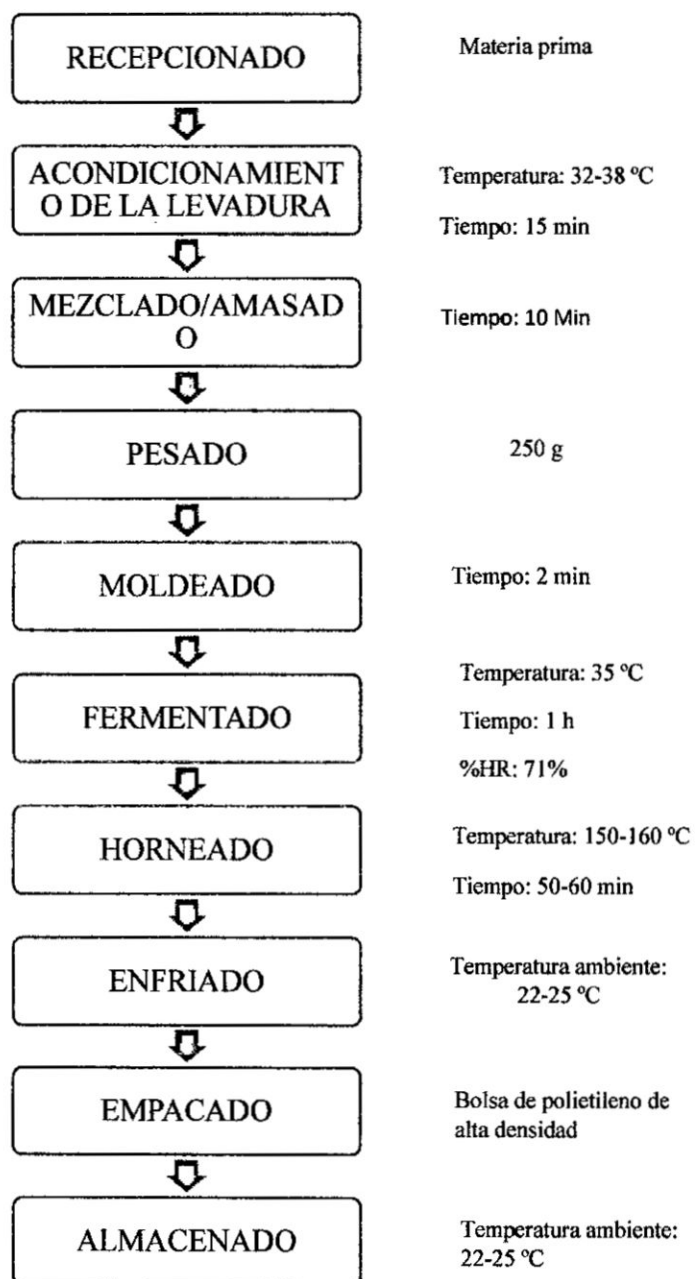 RECEPCIONADO
Materia prima
ACONDICIONAMIENT
O DE LA LEVADURA
Temperatura: 32-38 ºC
Tiempo: 15 min
MEZCLADO/AMASAD
O
Tiempo: 10 Min
PESADO
250 g
MOLDEADO
Tiempo: 2 min
FERMENTADO
Temperatura: 35 ºC
Tiempo: 1 h
%HR: 71%
HORNEADO
Temperatura: 150-160 ºC
Tiempo: 50-60 min
ENFRIADO
Temperatura ambiente:
22-25 ºC
EMPACADO
Bolsa de polietileno de
alta densidad
ALMACENADO
Temperatura ambiente:
22-25 ºC